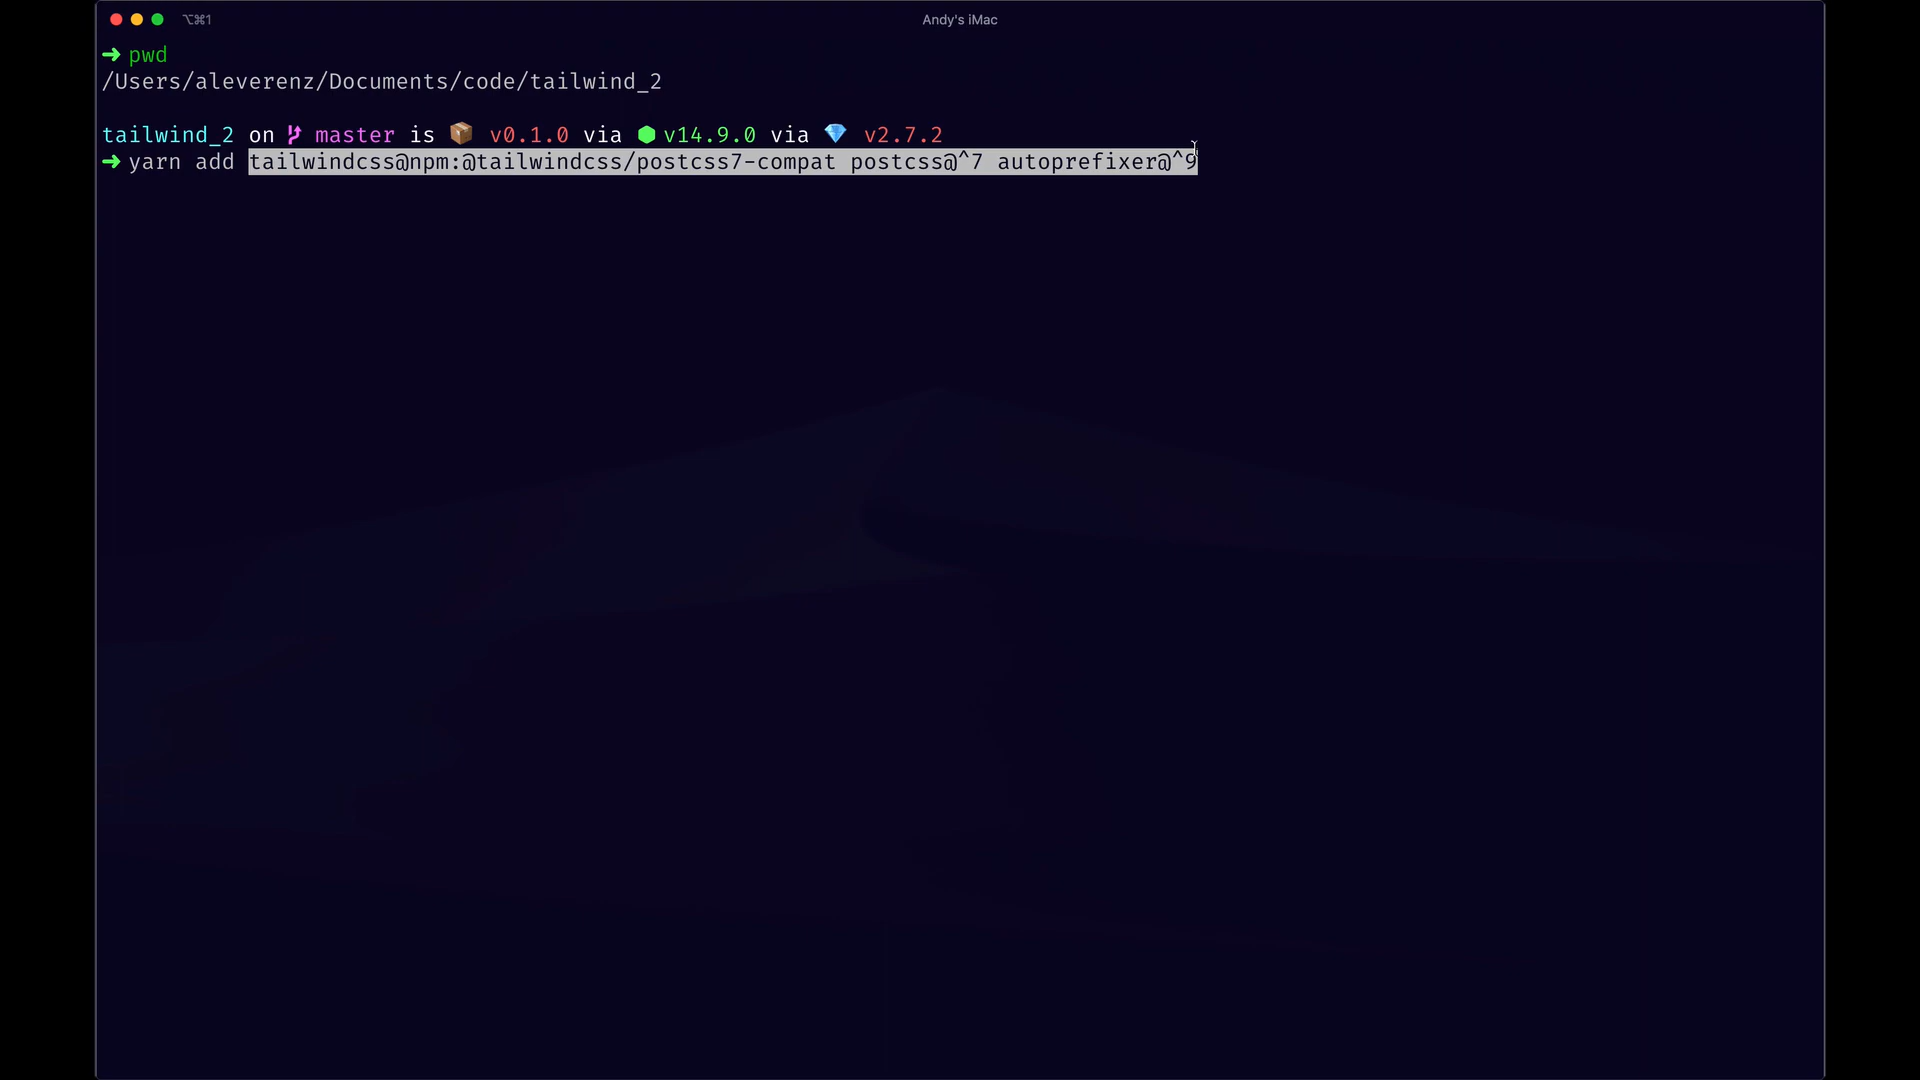 ⌥⌘1
Andy's iMac
➜ pwd
/Users/aleverenz/Documents/code/tailwind_2
tailwind_2 on master is 📦 v0.1.0 via ⬢ v14.9.0 via 💎 v2.7.2
➜ yarn add tailwindcss@npm:@tailwindcss/postcss7-compat postcss@^7 autoprefixer@^9